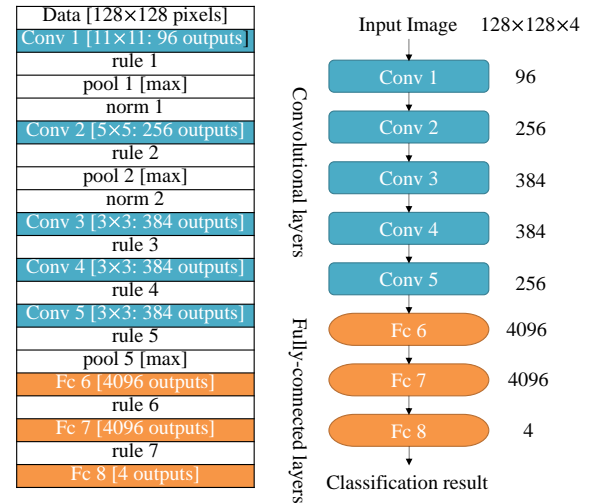 Data [128×128 pixels]
Conv 1 [11×11: 96 outputs]
rule 1
pool 1 [max]
norm 1
Conv 2 [5×5: 256 outputs]
rule 2
pool 2 [max]
norm 2
Conv 3 [3×3: 384 outputs]
rule 3
Conv 4 [3×3: 384 outputs]
rule 4
Conv 5 [3×3: 384 outputs]
rule 5
pool 5 [max]
Fc 6 [4096 outputs]
rule 6
Fc 7 [4096 outputs]
rule 7
Fc 8 [4 outputs]
Convolutional layers
Fully-connected layers
Input Image 128×128×4
Conv 1 96
Conv 2 256
Conv 3 384
Conv 4 384
Conv 5 256
Fc 6 4096
Fc 7 4096
Fc 8 4
Classification result